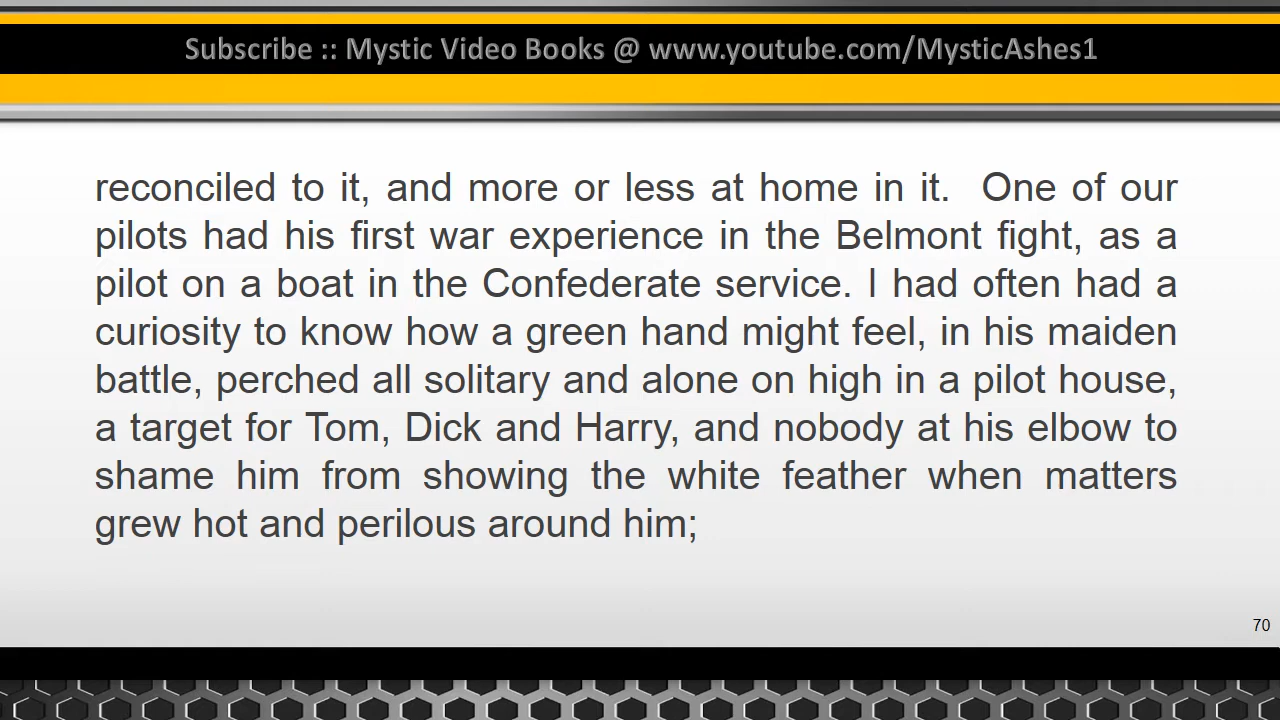 Subscribe :: Mystic Video Books @ www.youtube.com/MysticAshes1
reconciled to it, and more or less at home in it.  One of our
pilots had his first war experience in the Belmont fight, as a
pilot on a boat in the Confederate service. I had often had a
curiosity to know how a green hand might feel, in his maiden
battle, perched all solitary and alone on high in a pilot house,
a target for Tom, Dick and Harry, and nobody at his elbow to
shame him from showing the white feather when matters
grew hot and perilous around him;
70